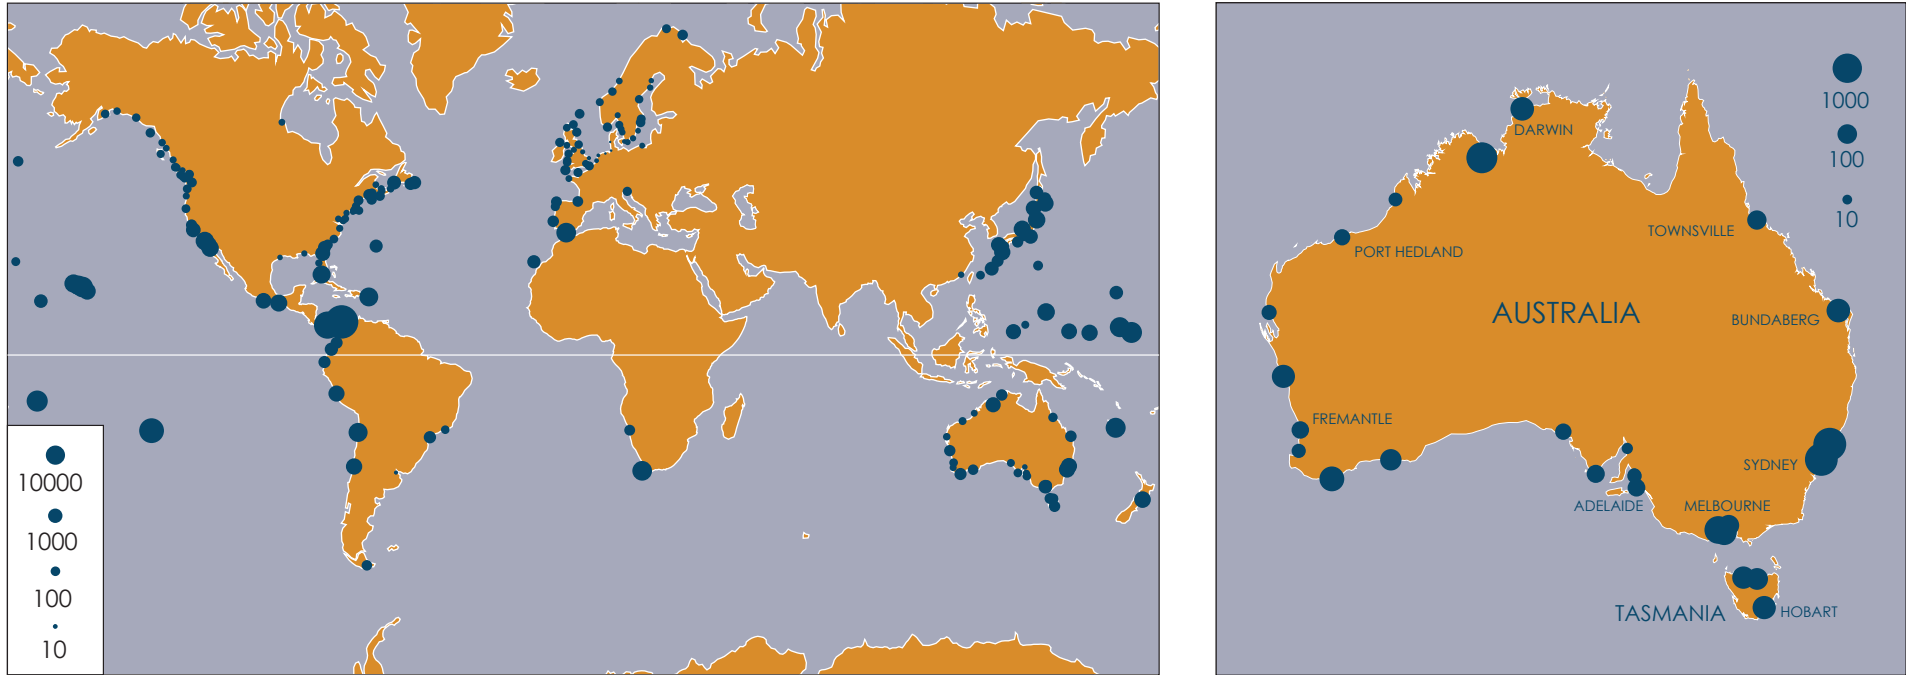 10000
1000
100
10
1000
100
10
DARWIN
PORT HEDLAND
TOWNSVILLE
AUSTRALIA
BUNDABERG
FREMANTLE
SYDNEY
ADELAIDE
MELBOURNE
TASMANIA
HOBART